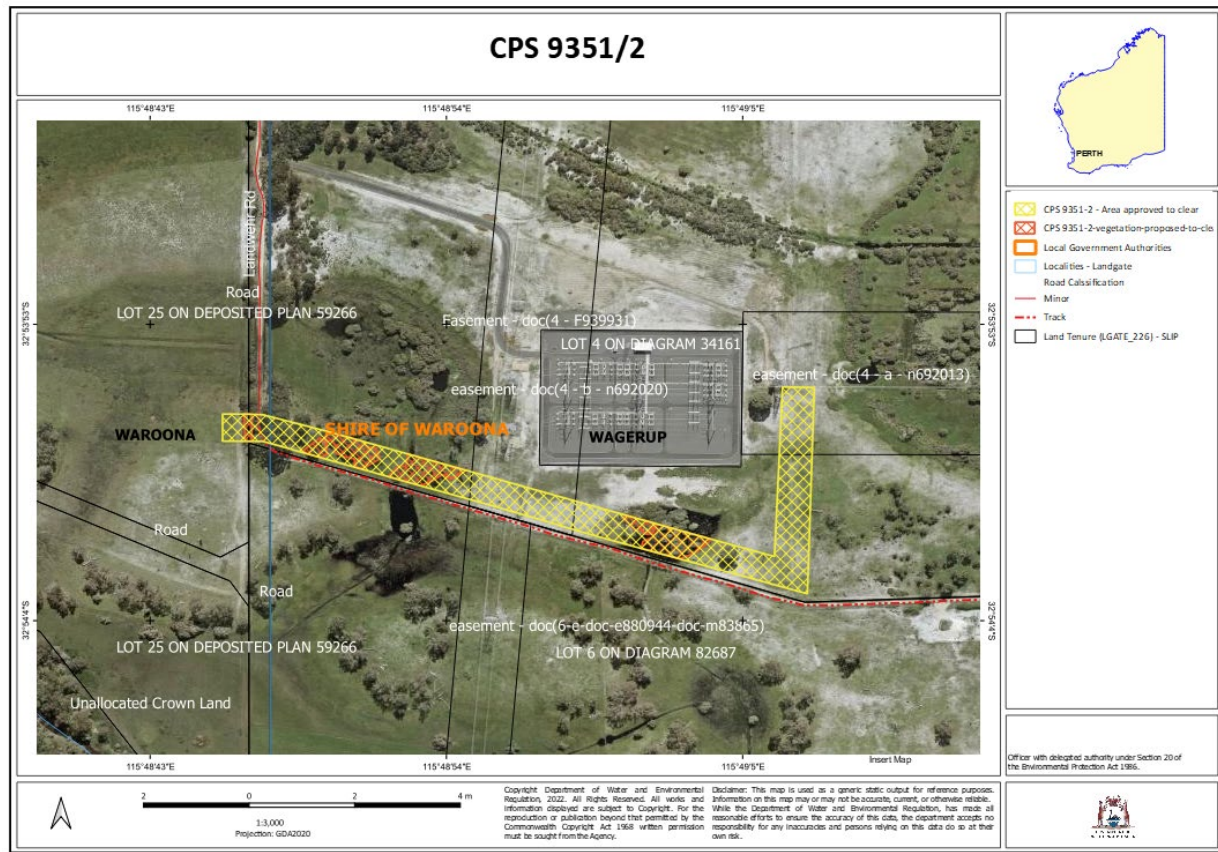 CPS 9351/2
115°48'43"E
115°48'54"E
115°49'5"E
32°53'53"S
32°53'53"S
32°54'4"S
32°54'4"S
Landwehr Rd
Road
LOT 25 ON DEPOSITED PLAN 59266
Easement - doc(4 - F939931)
LOT 4 ON DIAGRAM 34161
easement - doc(4 - b - n692020)
easement - doc(4 - a - n692013)
WAROONA
SHIRE OF WAROONA
WAGERUP
Road
Road
easement - doc(6-e-doc-e880944-doc-m83865)
LOT 25 ON DEPOSITED PLAN 59266
LOT 6 ON DIAGRAM 82687
Unallocated Crown Land
115°48'43"E
115°48'54"E
115°49'5"E
Insert Map
PERTH
CPS 9351-2 - Area approved to clear
CPS 9351-2-vegetation-proposed-to-cle
Local Government Authorities
Localities - Landgate
Road Calssification
Minor
Track
Land Tenure (LGATE_226) - SLIP
Officer with delegated authority under Section 20 of
the Environmental Protection Act 1986.
2 0 2 4 m
1:3,000
Projection: GDA2020
Copyright Department of Water and Environmental
Regulation, 2022. All Rights Reserved. All works and
information displayed are subject to Copyright. For the
reproduction or publication beyond that permitted by the
Commonwealth Copyright Act 1968 written permission
must be sought from the Agency.
Disclaimer: This map is used as a generic static output for reference purposes.
Information on this map may or may not be accurate, current, or otherwise reliable.
While the Department of Water and Environmental Regulation, has made all
reasonable efforts to ensure the accuracy of this data, the department accepts no
responsibility for any inaccuracies and persons relying on this data do so at their
own risk.